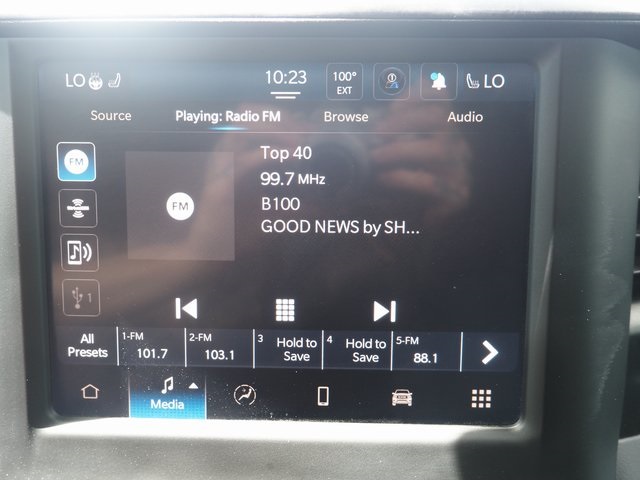 LO 10:23 100° EXT LO
Source Playing: Radio FM Browse Audio
FM
FM
Top 40
99.7 MHz
B100
GOOD NEWS by SH...
1
All Presets
1-FM 101.7
2-FM 103.1
3 Hold to Save
4 Hold to Save
5-FM 88.1
Media